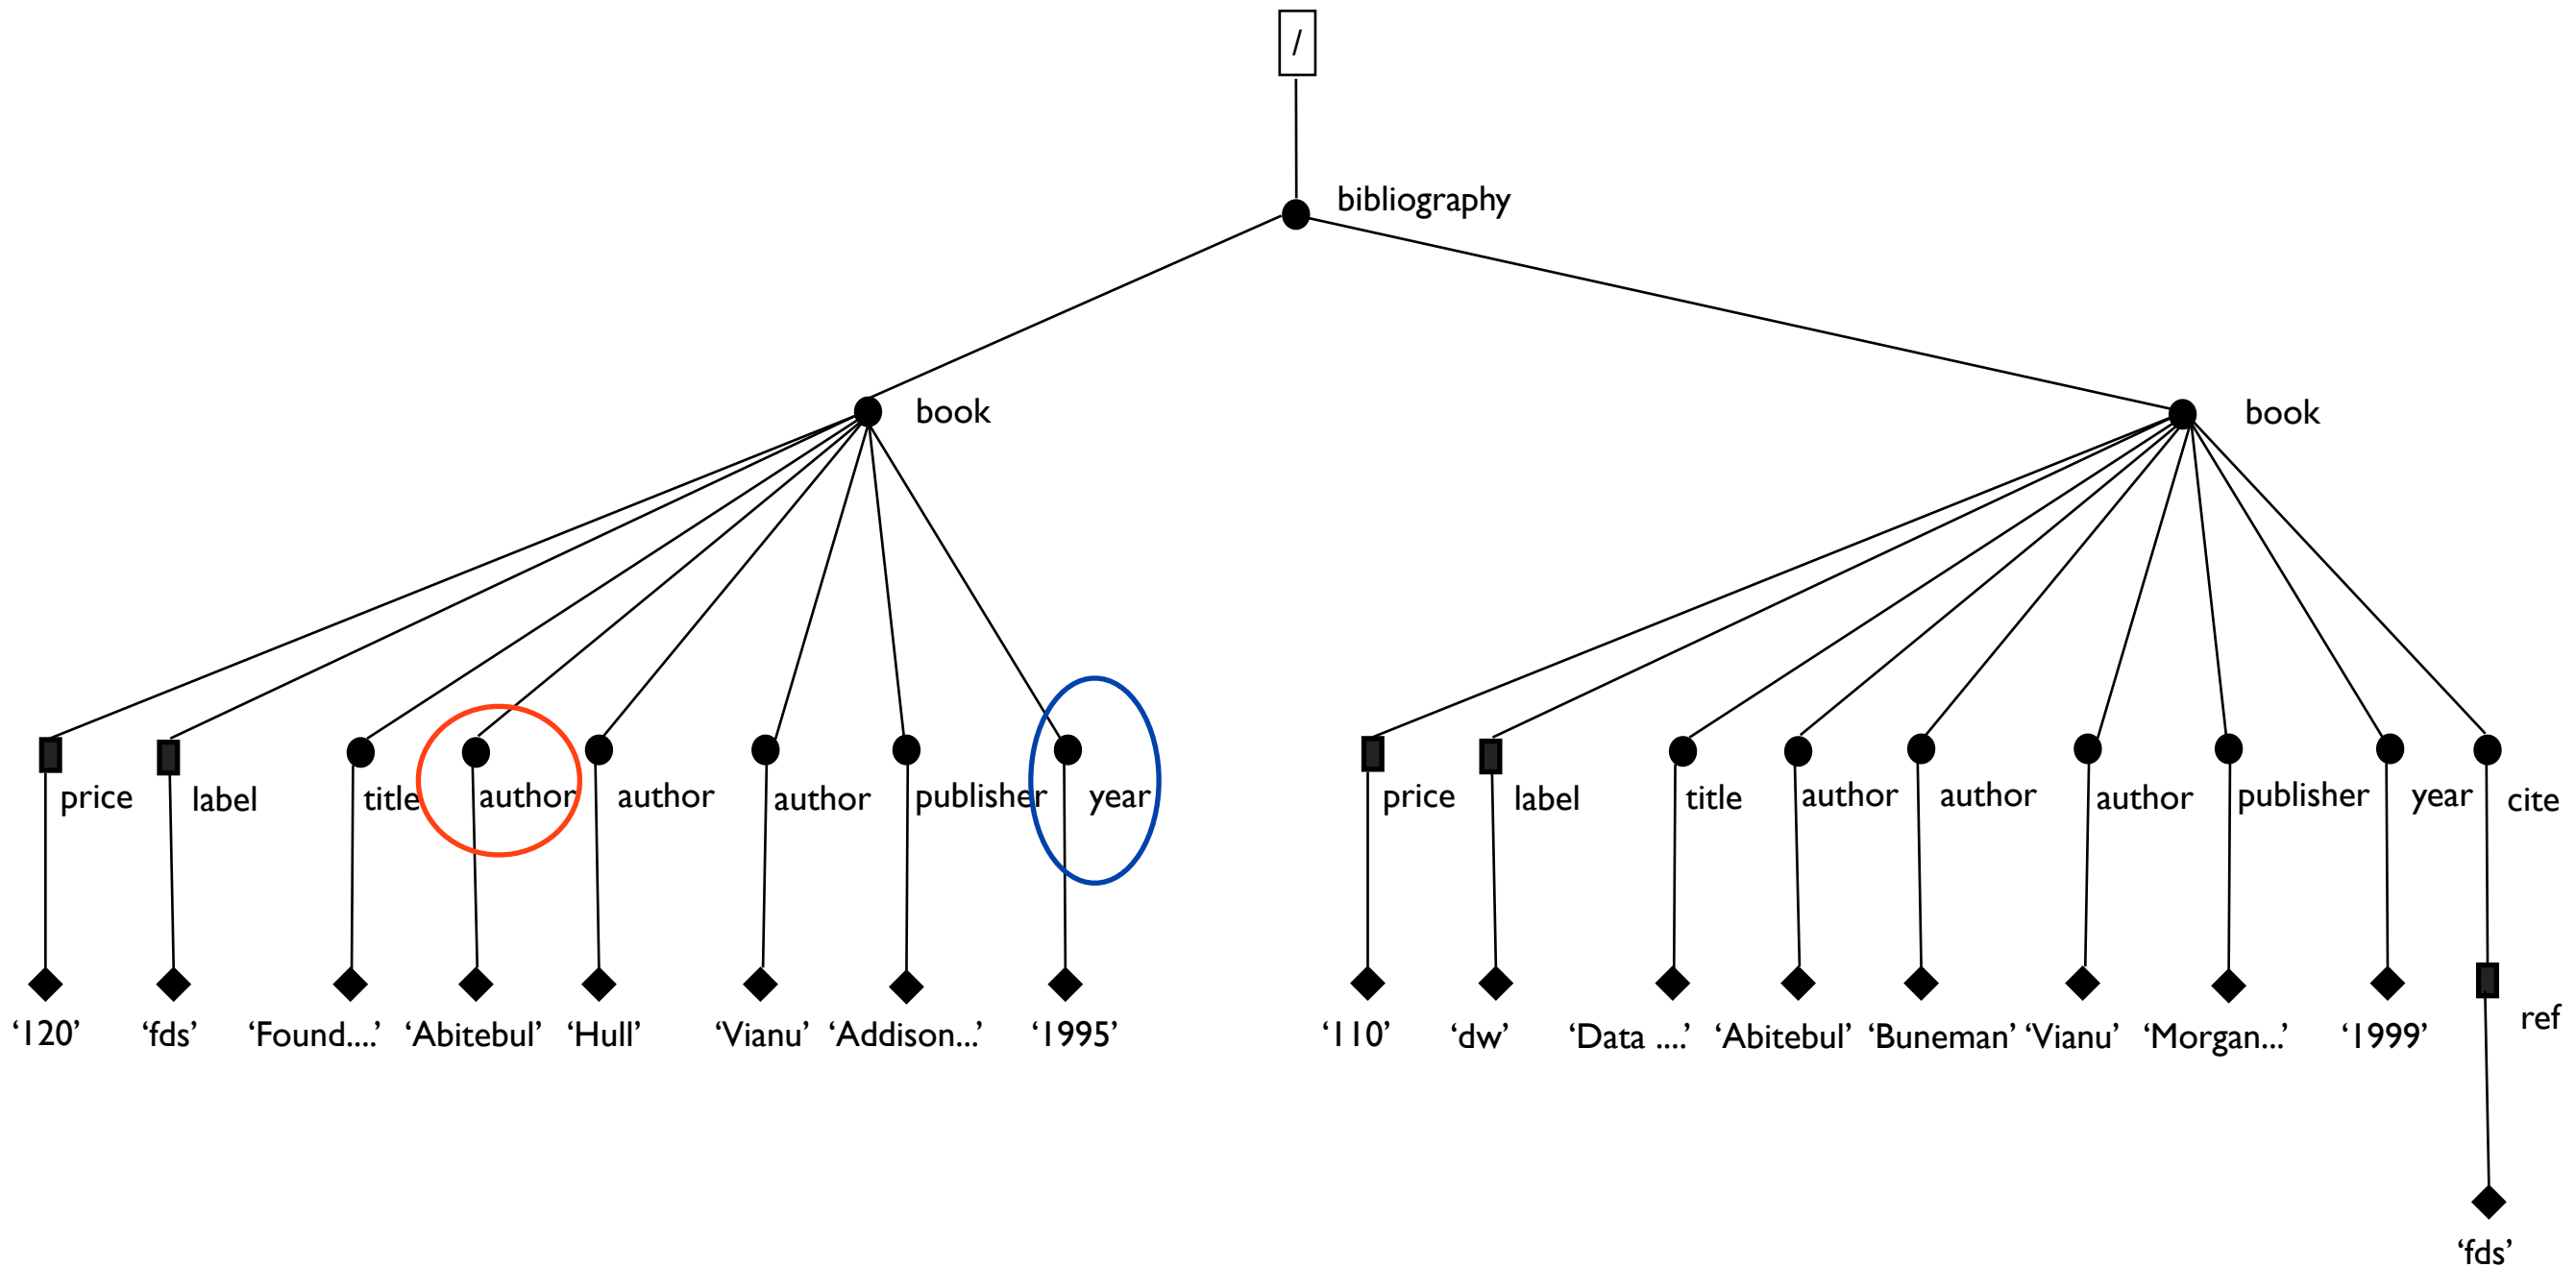 /
bibliography
book
book
price
label
title
author
author
author
publisher
year
price
label
title
author
author
author
publisher
year
cite
‘120’
‘fds’
‘Found....’
‘Abitebul’
‘Hull’
‘Vianu’
‘Addison...’
‘1995’
‘110’
‘dw’
‘Data ....’
‘Abitebul’
‘Buneman’
‘Vianu’
‘Morgan...’
‘1999’
ref
‘fds’